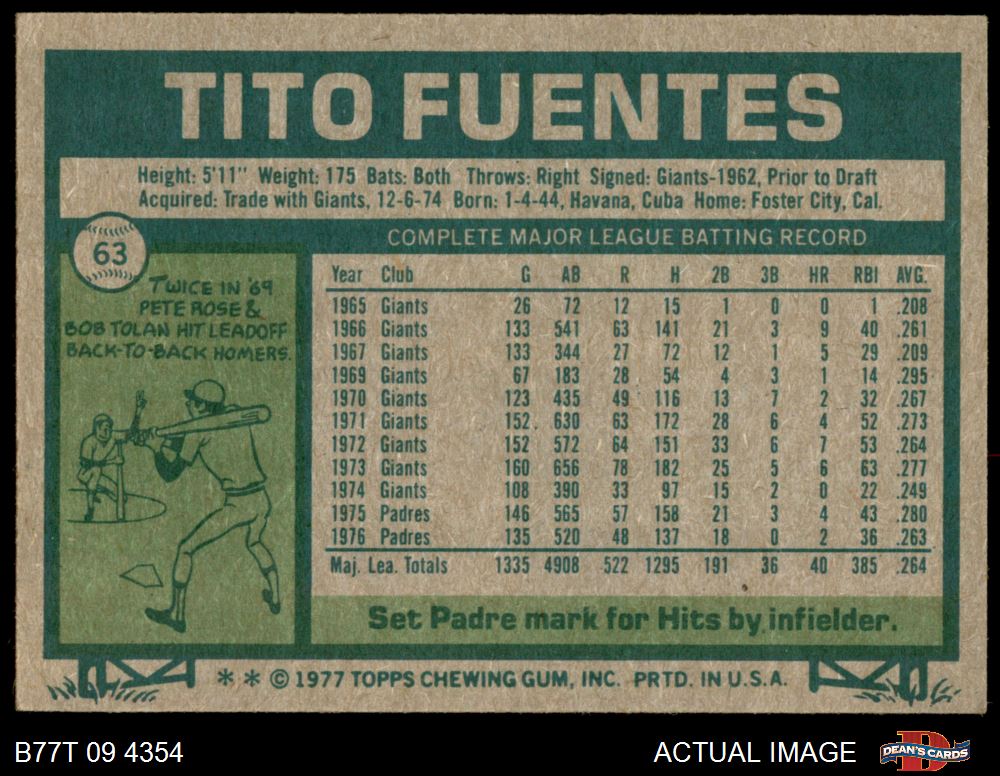 TITO FUENTES
Height: 5'11" Weight: 175 Bats: Both Throws: Right Signed: Giants-1962, Prior to Draft
Acquired: Trade with Giants, 12-6-74 Born: 1-4-44, Havana, Cuba Home: Foster City, Cal.
63
COMPLETE MAJOR LEAGUE BATTING RECORD
TWICE IN '69
PETE ROSE &
BOB TOLAN HIT LEADOFF
BACK-TO-BACK HOMERS.
Year Club G AB R H 2B 3B HR RBI AVG.
1965 Giants 26 72 12 15 1 0 0 1 .208
1966 Giants 133 541 63 141 21 3 9 40 .261
1967 Giants 133 344 27 72 12 1 5 29 .209
1969 Giants 67 183 28 54 4 3 1 14 .295
1970 Giants 123 435 49 116 13 7 2 32 .267
1971 Giants 152 630 63 172 28 6 4 52 .273
1972 Giants 152 572 64 151 33 6 7 53 .264
1973 Giants 160 656 78 182 25 5 6 63 .277
1974 Giants 108 390 33 97 15 2 0 22 .249
1975 Padres 146 565 57 158 21 3 4 43 .280
1976 Padres 135 520 48 137 18 0 2 36 .263
Maj. Lea. Totals 1335 4908 522 1295 191 36 40 385 .264
Set Padre mark for Hits by infielder.
* * © 1977 TOPPS CHEWING GUM, INC. PRTD. IN U.S.A.
B77T 09 4354
ACTUAL IMAGE
DEAN'S CARDS